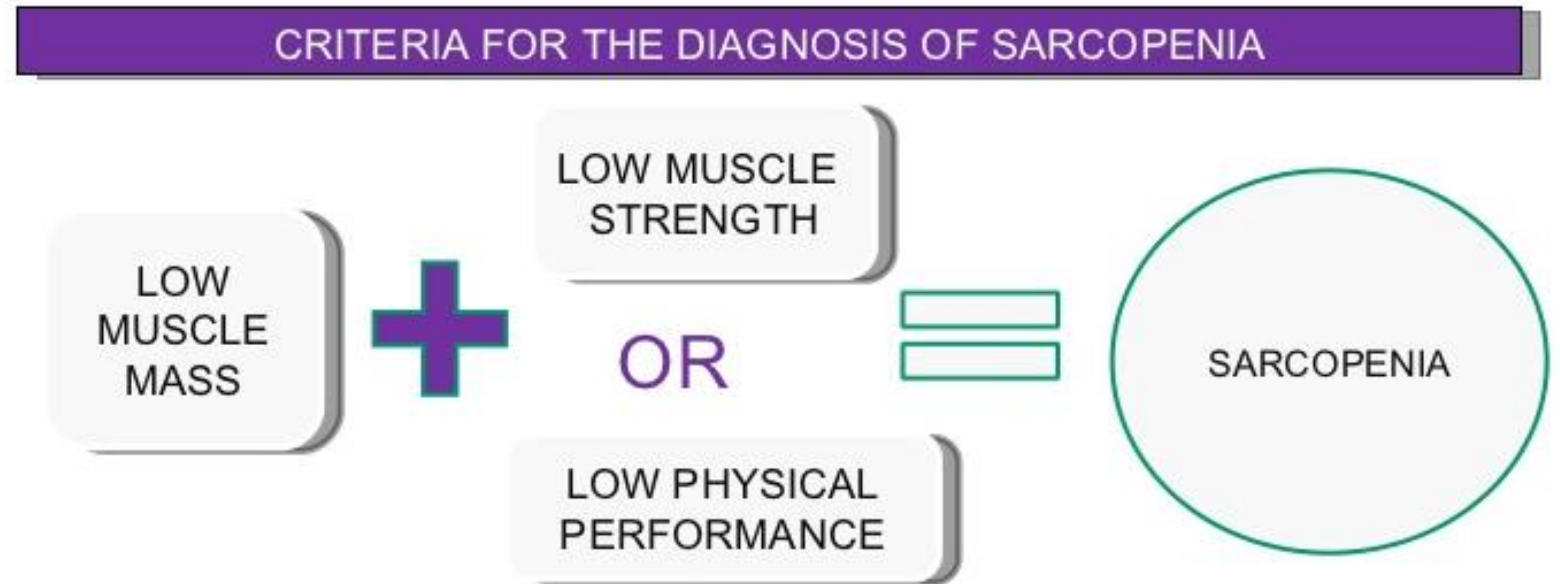 CRITERIA FOR THE DIAGNOSIS OF SARCOPENIA
LOW
MUSCLE
MASS
LOW MUSCLE
STRENGTH
OR
LOW PHYSICAL
PERFORMANCE
SARCOPENIA